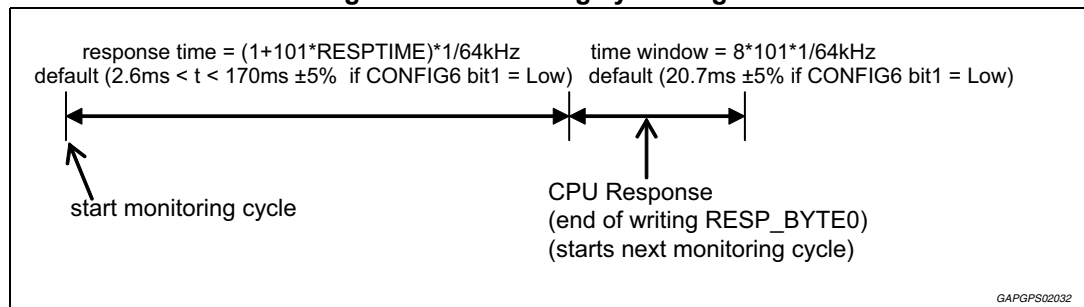 response time = (1+101*RESPTIME)*1/64kHz
default (2.6ms < t < 170ms ±5% if CONFIG6 bit1 = Low)
time window = 8*101*1/64kHz
default (20.7ms ±5% if CONFIG6 bit1 = Low)
start monitoring cycle
CPU Response
(end of writing RESP_BYTE0)
(starts next monitoring cycle)
GAPGPS02032